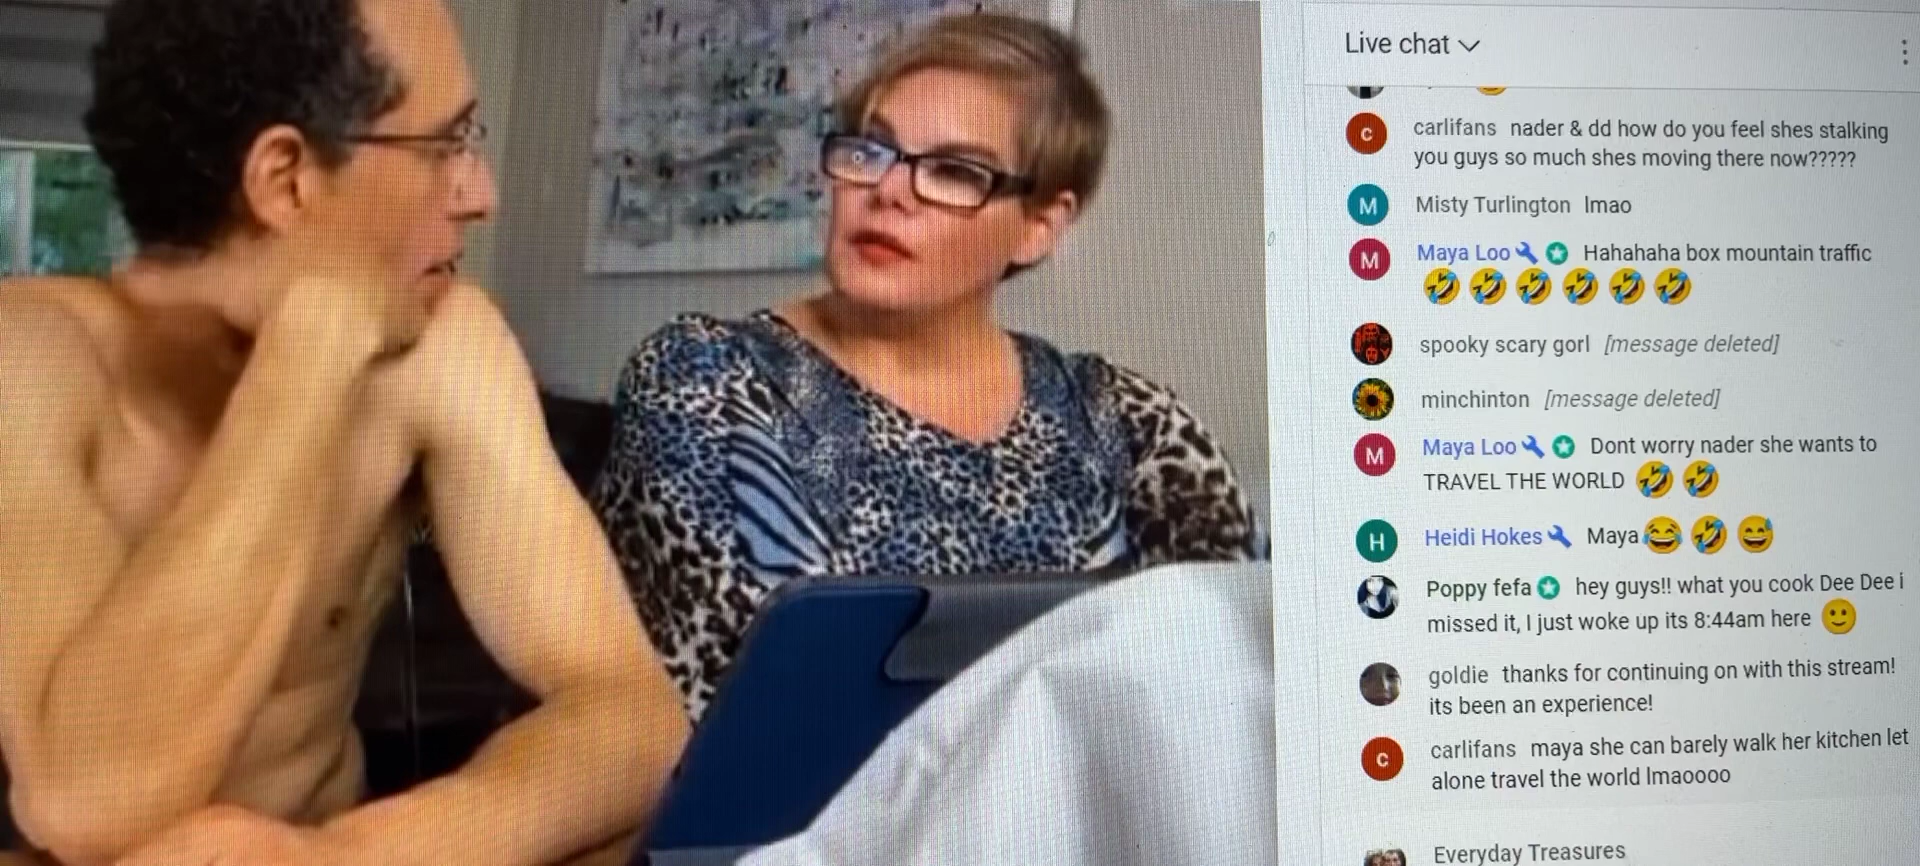 Live chat
C
carlifans nader & dd how do you feel shes stalking
you guys so much shes moving there now?????
M
Misty Turlington lmao
M
Maya Loo Hahahaha box mountain traffic
🤣🤣🤣🤣🤣🤣
spooky scary gorl [message deleted]
minchinton [message deleted]
M
Maya Loo Dont worry nader she wants to
TRAVEL THE WORLD 🤣🤣
H
Heidi Hokes Maya😂🤣😅
Poppy fefa hey guys!! what you cook Dee Dee i
missed it, I just woke up its 8:44am here 🙂
goldie thanks for continuing on with this stream!
its been an experience!
C
carlifans maya she can barely walk her kitchen let
alone travel the world lmaoooo
Everyday Treasures